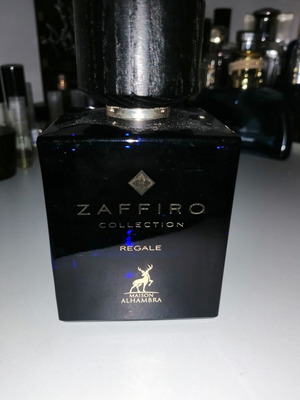 ZAFFIRO
COLLECTION
REGALE
MAISON
ALHAMBRA